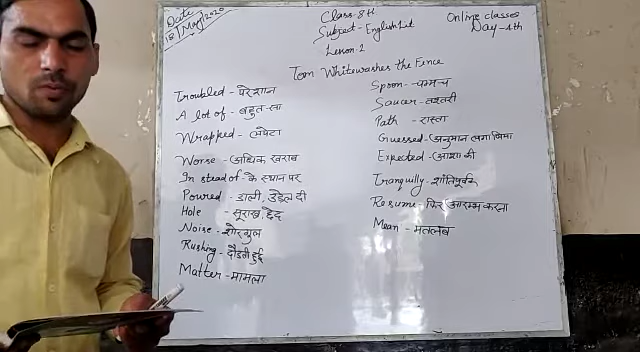 Date 18/May/2020
Class-8th
Subject-English Lit
Online classes
Day-4th
Lesson.2
Tom Whitewashes the Fence
Troubled - परेशान
A lot of - बहुत-सा
Wrapped - लपेटा
Worse - अधिक खराब
In stead of - के स्थान पर
Poured - डाली, उड़ेल दी
Hole - सूराख, छेद
Noise - शोरगुल
Rushing - दौड़ती हुई
Matter - मामला
Spoon - चम्मच
Saucer - तश्तरी
Path - रास्ता
Guessed - अनुमान लगा लिया
Expected - आशा की
Tranquilly - शांतिपूर्वक
Resume - फिर आरम्भ करना
Mean - मतलब